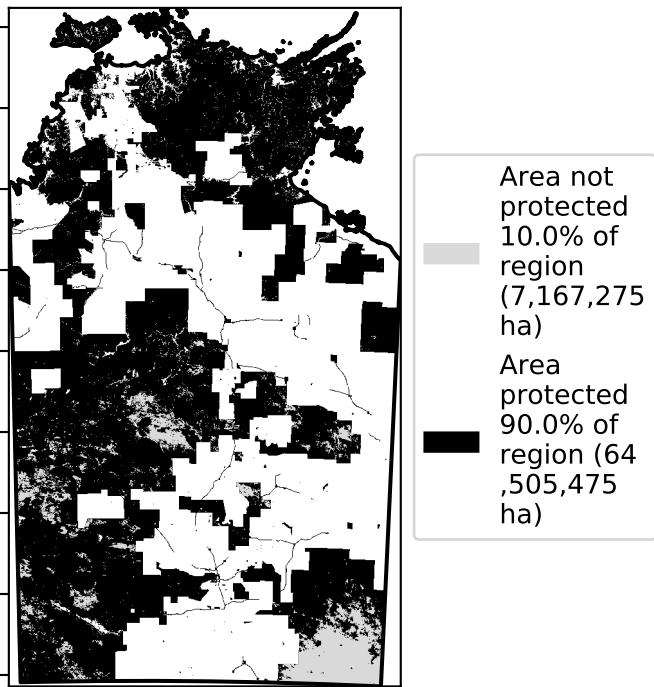 Area not
protected
10.0% of
region
(7,167,275
ha)
Area
protected
90.0% of
region (64
,505,475
ha)